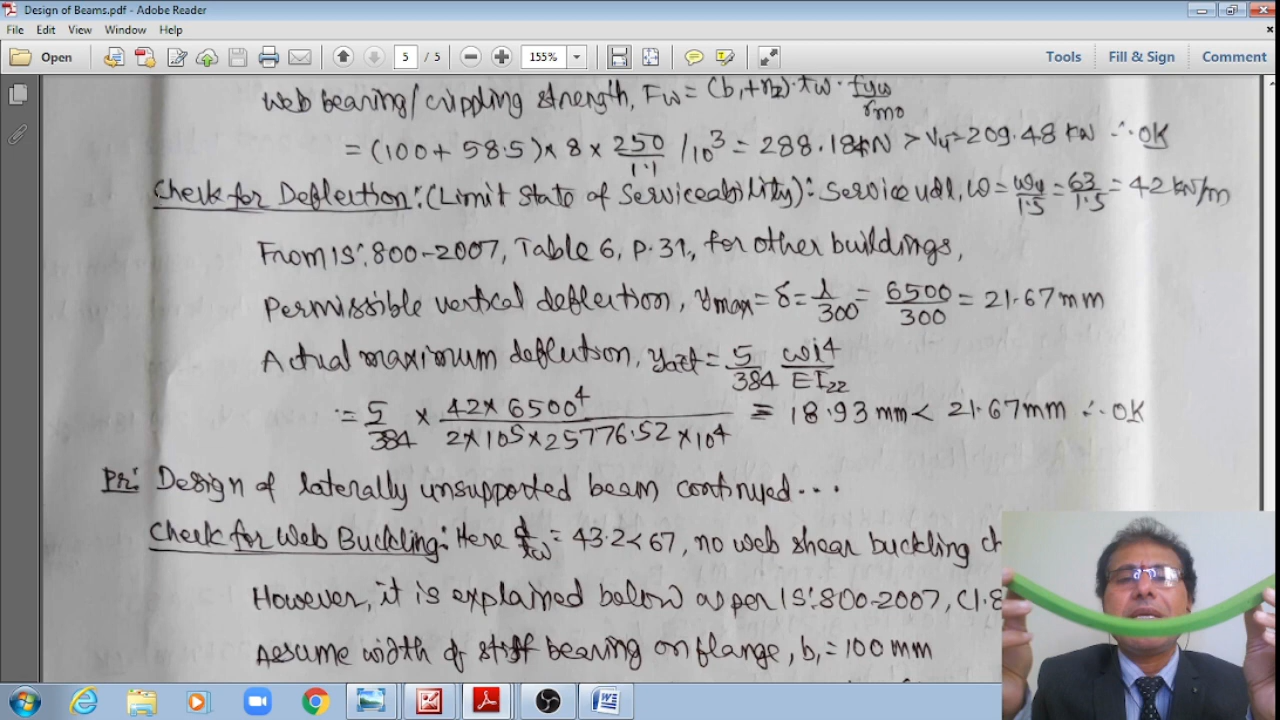 Design of Beams.pdf - Adobe Reader
File Edit View Window Help
Open 5 / 5 155% Tools Fill & Sign Comment
Web bearing/crippling strength, Fw = (b1+n2)·tw· fyw/γm0
= (100 + 58.5) × 8 × 250/1.1 /10³ = 288.18kN > Vu = 209.48 kN ∴ OK
Check for Deflection: (Limit State of Serviceability): Service udl, ω = ωu/1.5 = 63/1.5 = 42 kN/m
From IS:800-2007, Table 6, P.31, for other buildings,
Permissible vertical deflection, ymax = δ = l/300 = 6500/300 = 21.67 mm
Actual maximum deflection, yact = 5/384 ωl⁴/EIzz
= 5/384 × 42 × 6500⁴/2×10⁵×25776.52×10⁴ = 18.93 mm < 21.67mm ∴ OK
Pr: Design of laterally unsupported beam continued...
Check for Web Buckling: Here d/tw = 43.2 < 67, no web shear buckling
However, it is explained below as per IS:800-2007, Cl.8
Assume width of stiff bearing on flange, b1 = 100 mm